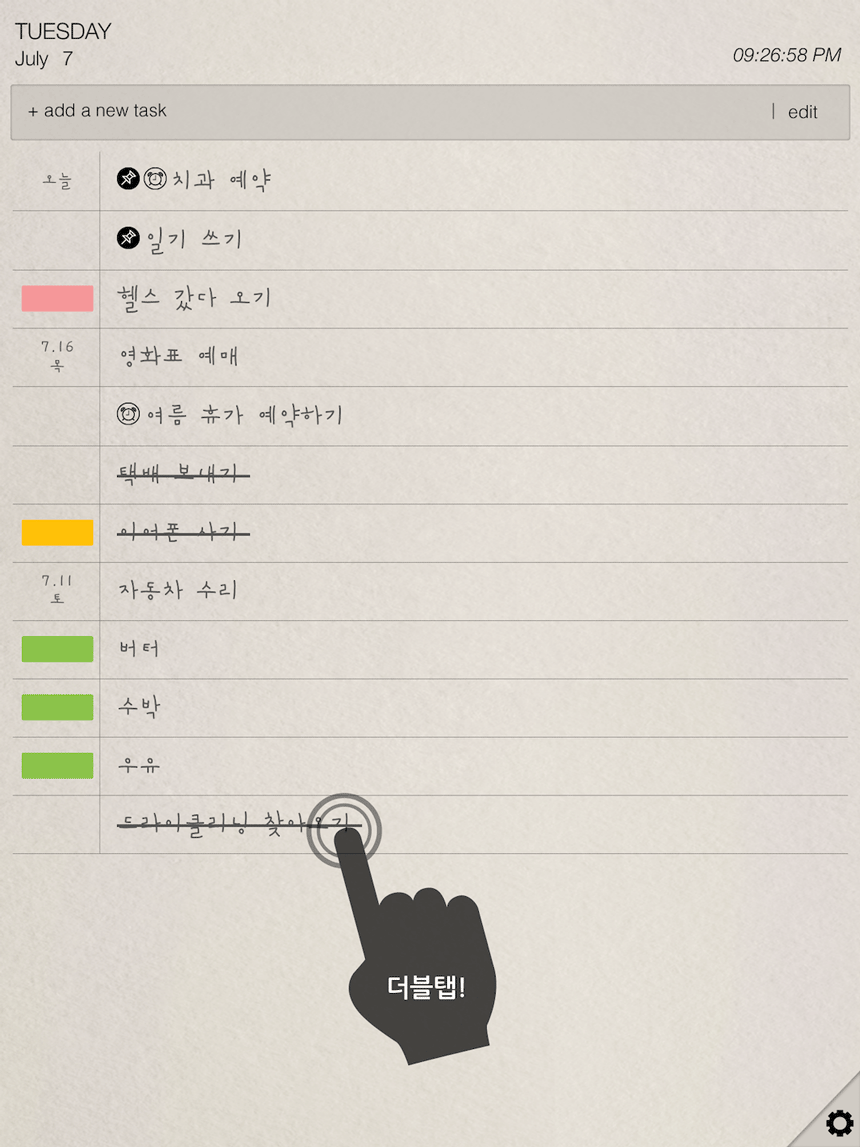 TUESDAY
July 7
09:26:58 PM
+ add a new task | edit
오늘 치과 예약
일기 쓰기
헬스 갔다 오기
7.16
목
영화표 예매
여름 휴가 예약하기
택배 보내기
이어폰 사기
7.11
토
자동차 수리
버터
수박
우유
드라이클리닝 찾아오기
더블탭!